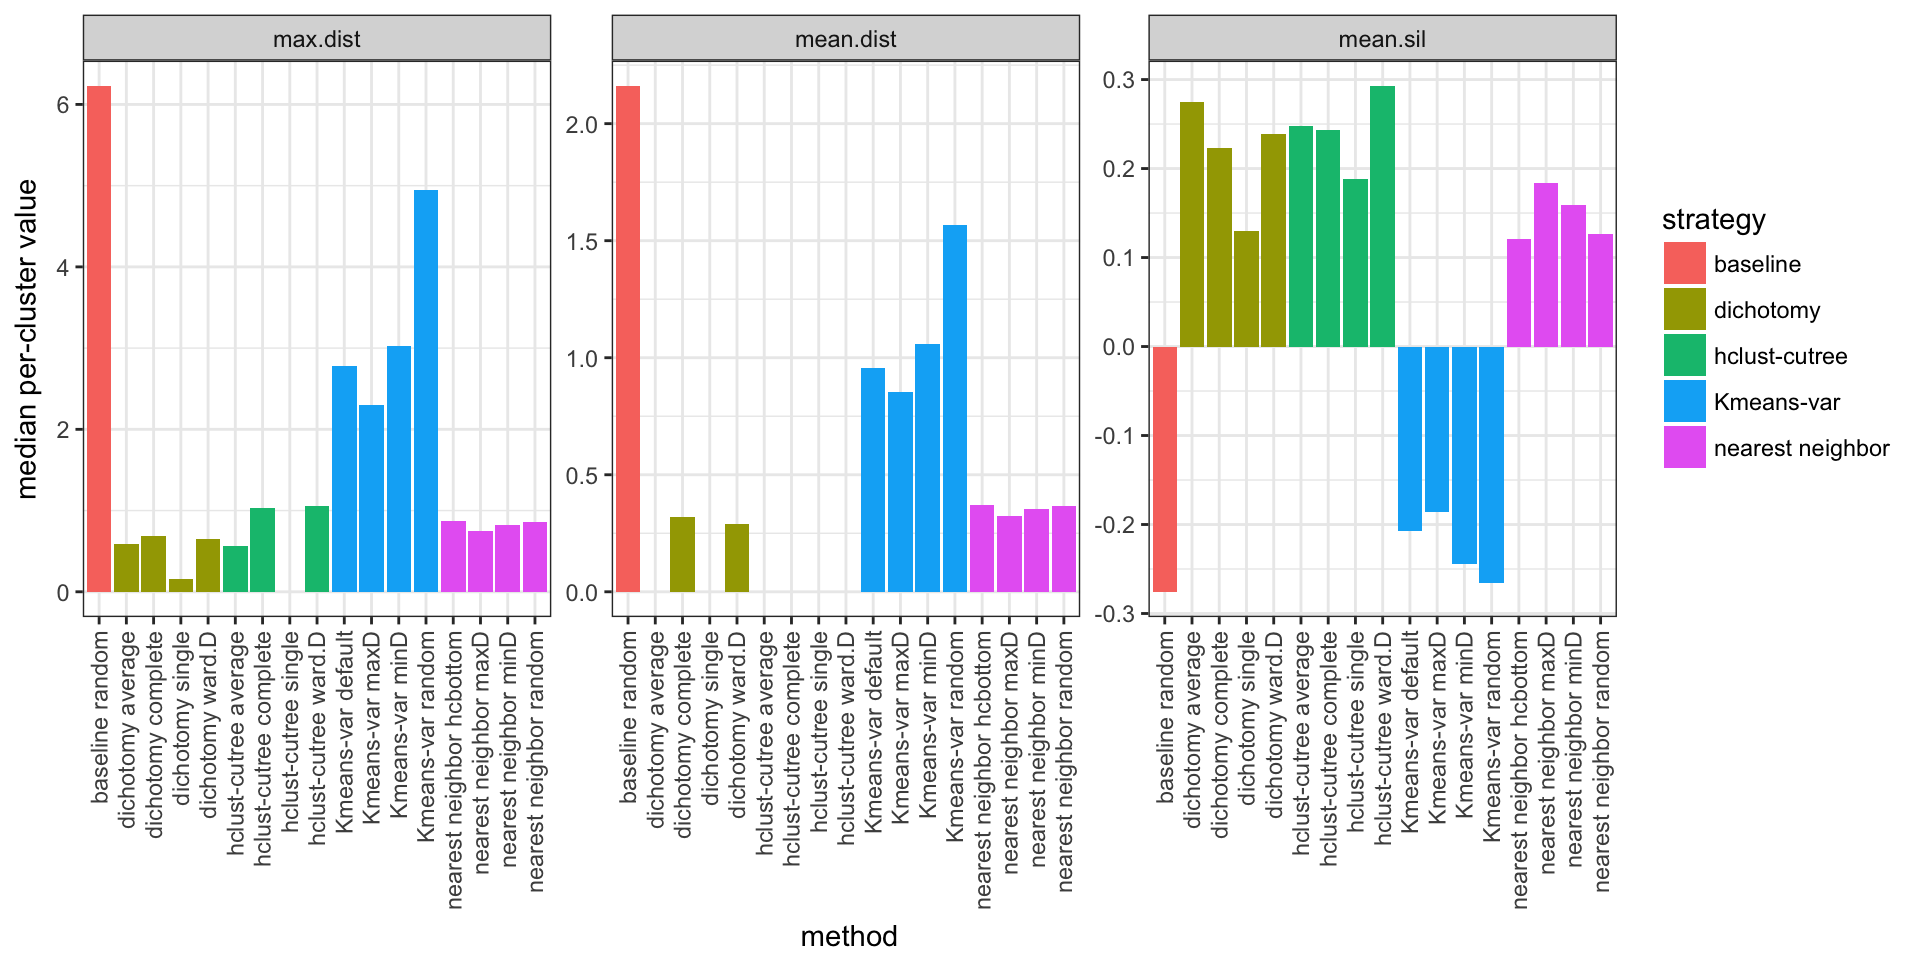 max.dist
mean.dist
mean.sil
median per-cluster value
6
4
2
0
2.0
1.5
1.0
0.5
0.0
0.3
0.2
0.1
0.0
-0.1
-0.2
-0.3
baseline random
dichotomy average
dichotomy complete
dichotomy single
dichotomy ward.D
hclust-cutree average
hclust-cutree complete
hclust-cutree single
hclust-cutree ward.D
Kmeans-var default
Kmeans-var maxD
Kmeans-var minD
Kmeans-var random
nearest neighbor hcbottom
nearest neighbor maxD
nearest neighbor minD
nearest neighbor random
baseline random
dichotomy average
dichotomy complete
dichotomy single
dichotomy ward.D
hclust-cutree average
hclust-cutree complete
hclust-cutree single
hclust-cutree ward.D
Kmeans-var default
Kmeans-var maxD
Kmeans-var minD
Kmeans-var random
nearest neighbor hcbottom
nearest neighbor maxD
nearest neighbor minD
nearest neighbor random
baseline random
dichotomy average
dichotomy complete
dichotomy single
dichotomy ward.D
hclust-cutree average
hclust-cutree complete
hclust-cutree single
hclust-cutree ward.D
Kmeans-var default
Kmeans-var maxD
Kmeans-var minD
Kmeans-var random
nearest neighbor hcbottom
nearest neighbor maxD
nearest neighbor minD
nearest neighbor random
method
strategy
baseline
dichotomy
hclust-cutree
Kmeans-var
nearest neighbor